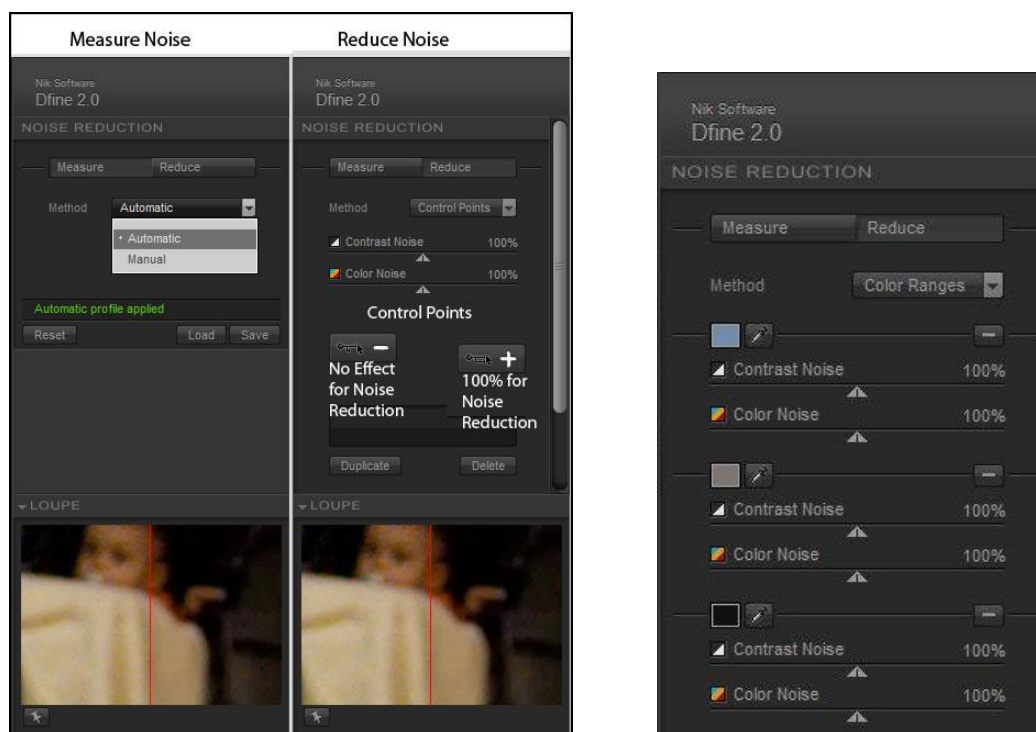 Measure Noise
Nik Software
Dfine 2.0
NOISE REDUCTION
Measure Reduce
Method Automatic
• Automatic
Manual
Automatic profile applied
Reset Load Save
LOUPE
Reduce Noise
Nik Software
Dfine 2.0
NOISE REDUCTION
Measure Reduce
Method Control Points
Contrast Noise 100%
Color Noise 100%
Control Points
No Effect
for Noise
Reduction
100% for
Noise
Reduction
Duplicate Delete
LOUPE
Nik Software
Dfine 2.0
NOISE REDUCTION
Measure Reduce
Method Color Ranges
Contrast Noise 100%
Color Noise 100%
Contrast Noise 100%
Color Noise 100%
Contrast Noise 100%
Color Noise 100%